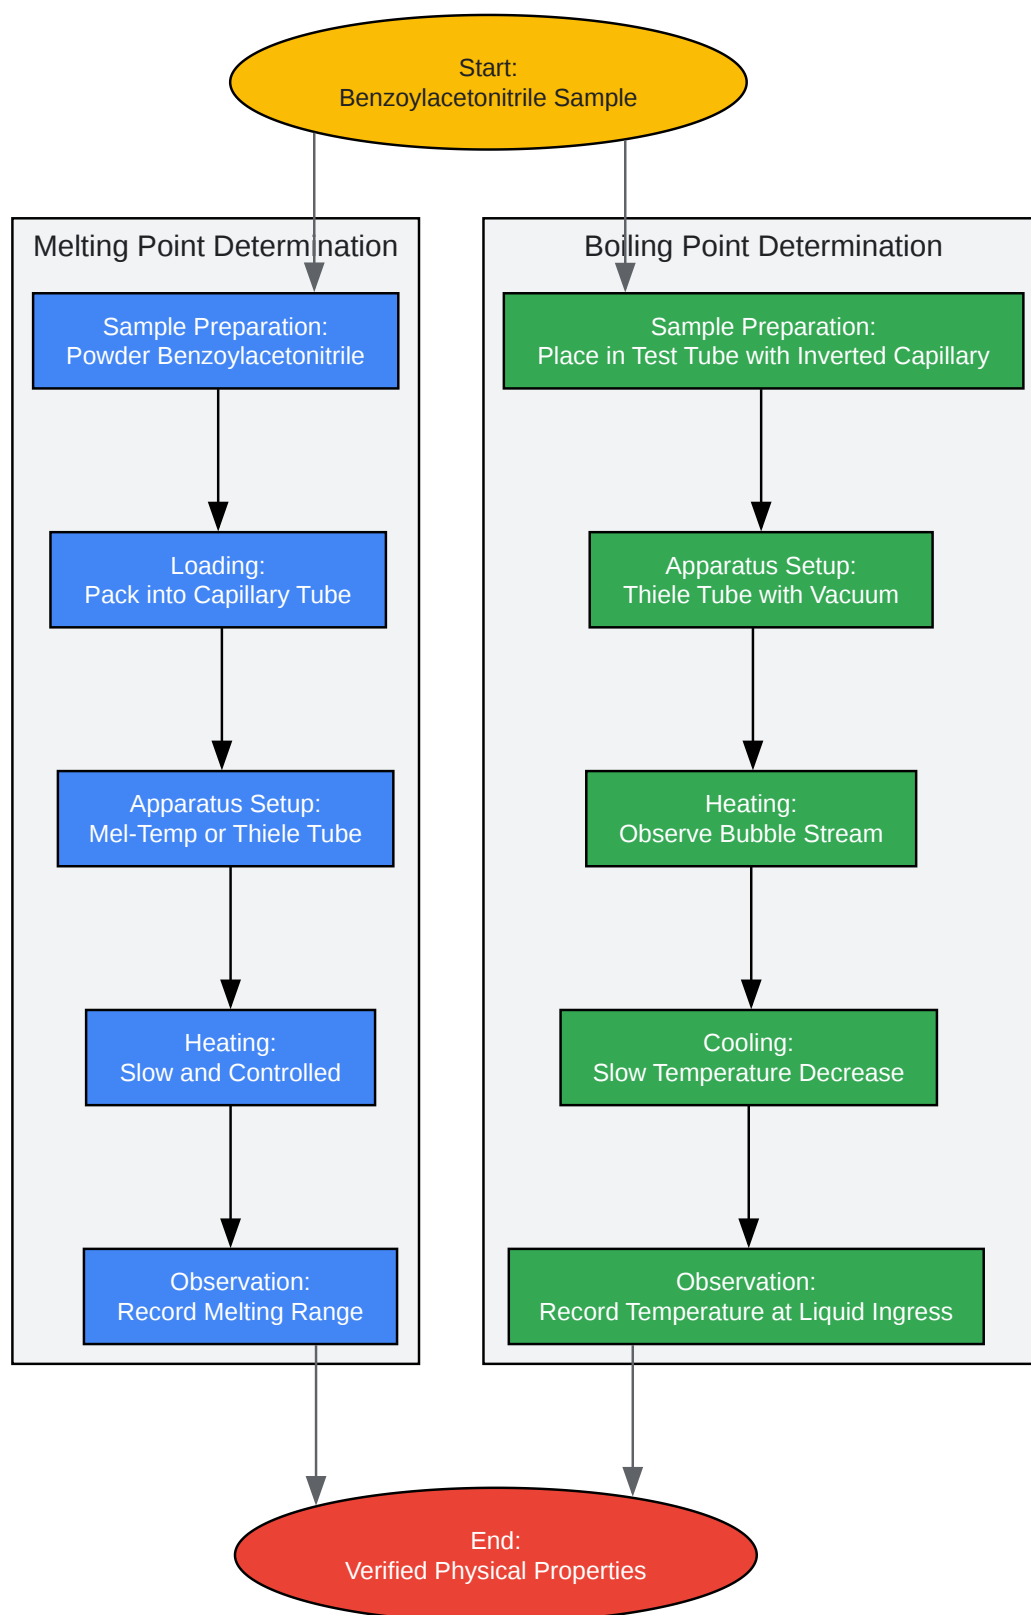 Start:
Benzoylacetonitrile Sample
Melting Point Determination
Sample Preparation:
Powder Benzoylacetonitrile
Loading:
Pack into Capillary Tube
Apparatus Setup:
Mel-Temp or Thiele Tube
Heating:
Slow and Controlled
Observation:
Record Melting Range
Boiling Point Determination
Sample Preparation:
Place in Test Tube with Inverted Capillary
Apparatus Setup:
Thiele Tube with Vacuum
Heating:
Observe Bubble Stream
Cooling:
Slow Temperature Decrease
Observation:
Record Temperature at Liquid Ingress
End:
Verified Physical Properties